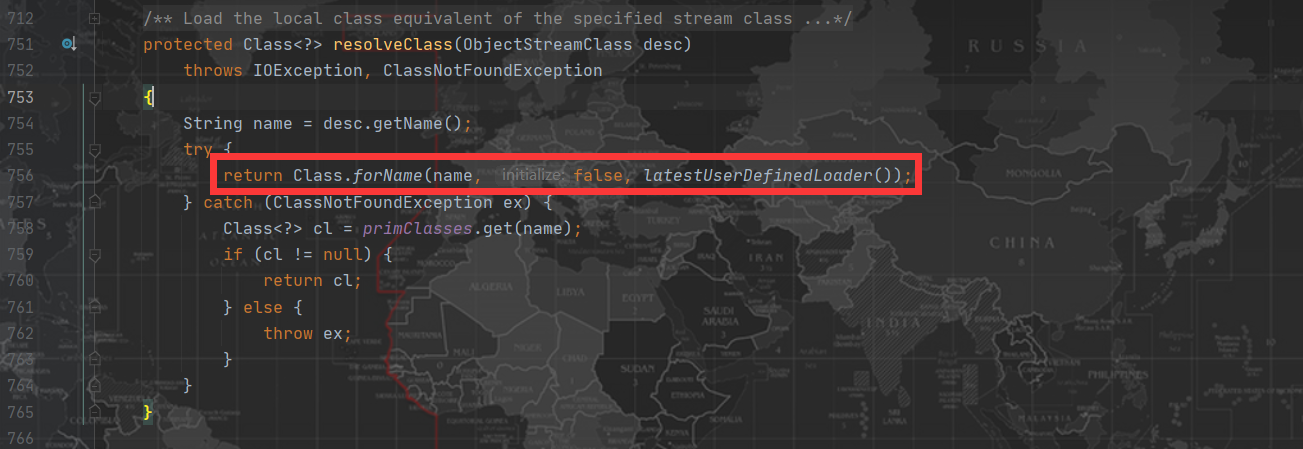 712 /** Load the local class equivalent of the specified stream class ...*/
751 protected Class<?> resolveClass(ObjectStreamClass desc)
752 throws IOException, ClassNotFoundException
753 {
754 String name = desc.getName();
755 try {
756 return Class.forName(name, initialize: false, latestUserDefinedLoader());
757 } catch (ClassNotFoundException ex) {
758 Class<?> cl = primClasses.get(name);
759 if (cl != null) {
760 return cl;
761 } else {
762 throw ex;
763 }
764 }
765 }
766
RUSSIA
CHINA
IRAN
ALGERIA
LIBYA
EGYPT
SAUDI
ARABIA
INDIA
MALI
NIGER
SUDAN
ETHIOPIA
SOMALIA
PHILIPPINES